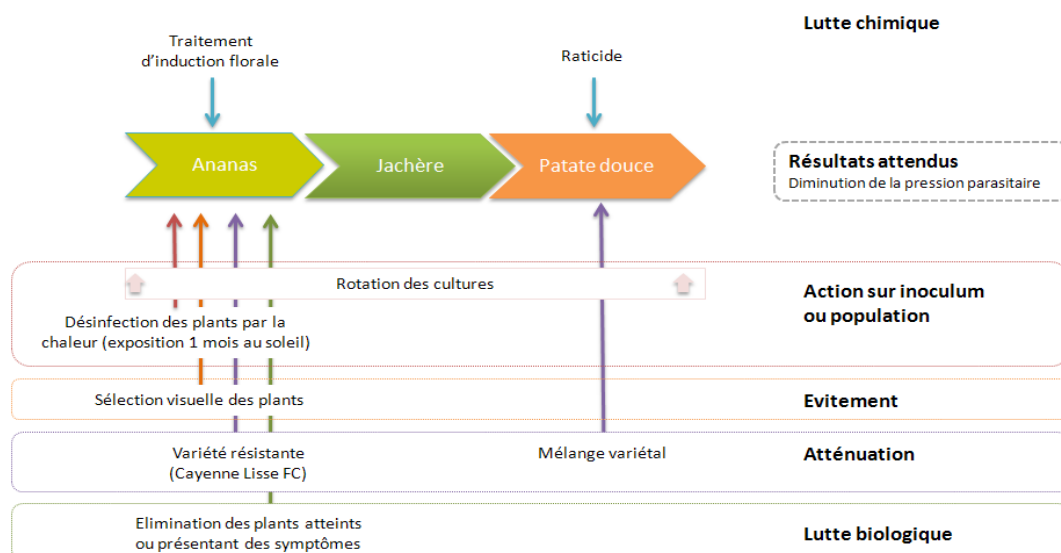 Lutte chimique
Traitement
d'induction florale
Raticide
Ananas
Jachère
Patate douce
Résultats attendus
Diminution de la pression parasitaire
Rotation des cultures
Action sur inoculum
ou population
Désinfection des plants par la
chaleur (exposition 1 mois au soleil)
Sélection visuelle des plants
Evitement
Variété résistante
(Cayenne Lisse FC)
Mélange variétal
Atténuation
Elimination des plants atteints
ou présentant des symptômes
Lutte biologique